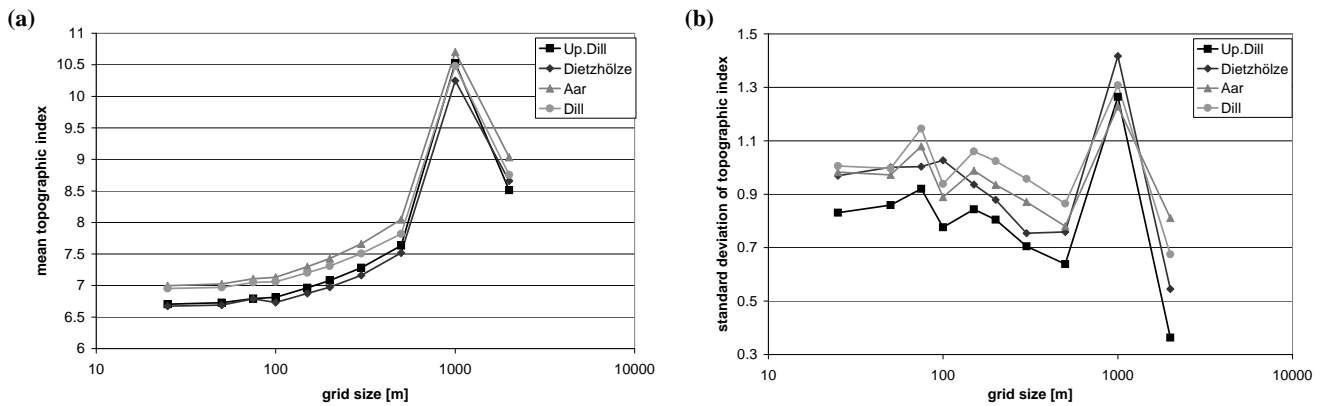 (a)
mean topographic index
11
10.5
10
9.5
9
8.5
8
7.5
7
6.5
6
10
100
1000
10000
grid size [m]
Up.Dill
Dietzhölze
Aar
Dill
(b)
standard deviation of topographic index
1.5
1.3
1.1
0.9
0.7
0.5
0.3
10
100
1000
10000
grid size [m]
Up.Dill
Dietzhölze
Aar
Dill